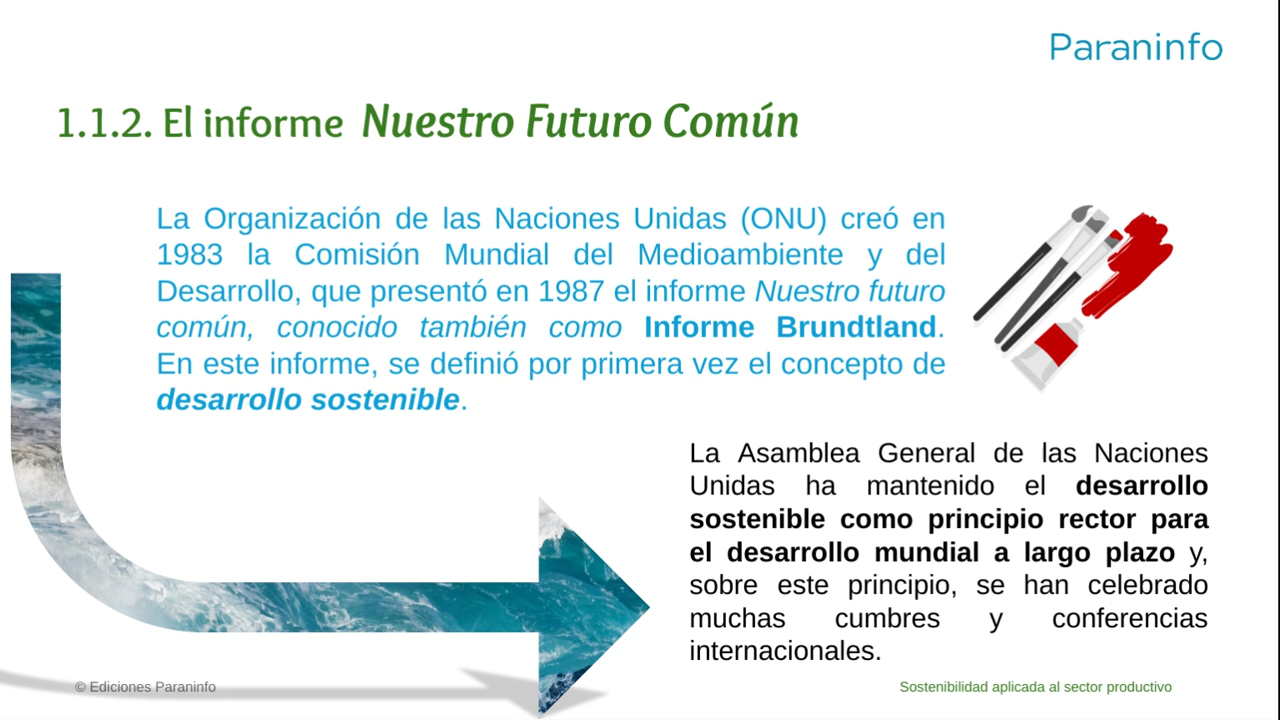 Paraninfo
1.1.2. El informe Nuestro Futuro Común
La Organización de las Naciones Unidas (ONU) creó en
1983 la Comisión Mundial del Medioambiente y del
Desarrollo, que presentó en 1987 el informe Nuestro futuro
común, conocido también como Informe Brundtland.
En este informe, se definió por primera vez el concepto de
desarrollo sostenible.
La Asamblea General de las Naciones
Unidas ha mantenido el desarrollo
sostenible como principio rector para
el desarrollo mundial a largo plazo y,
sobre este principio, se han celebrado
muchas cumbres y conferencias
internacionales.
© Ediciones Paraninfo
Sostenibilidad aplicada al sector productivo